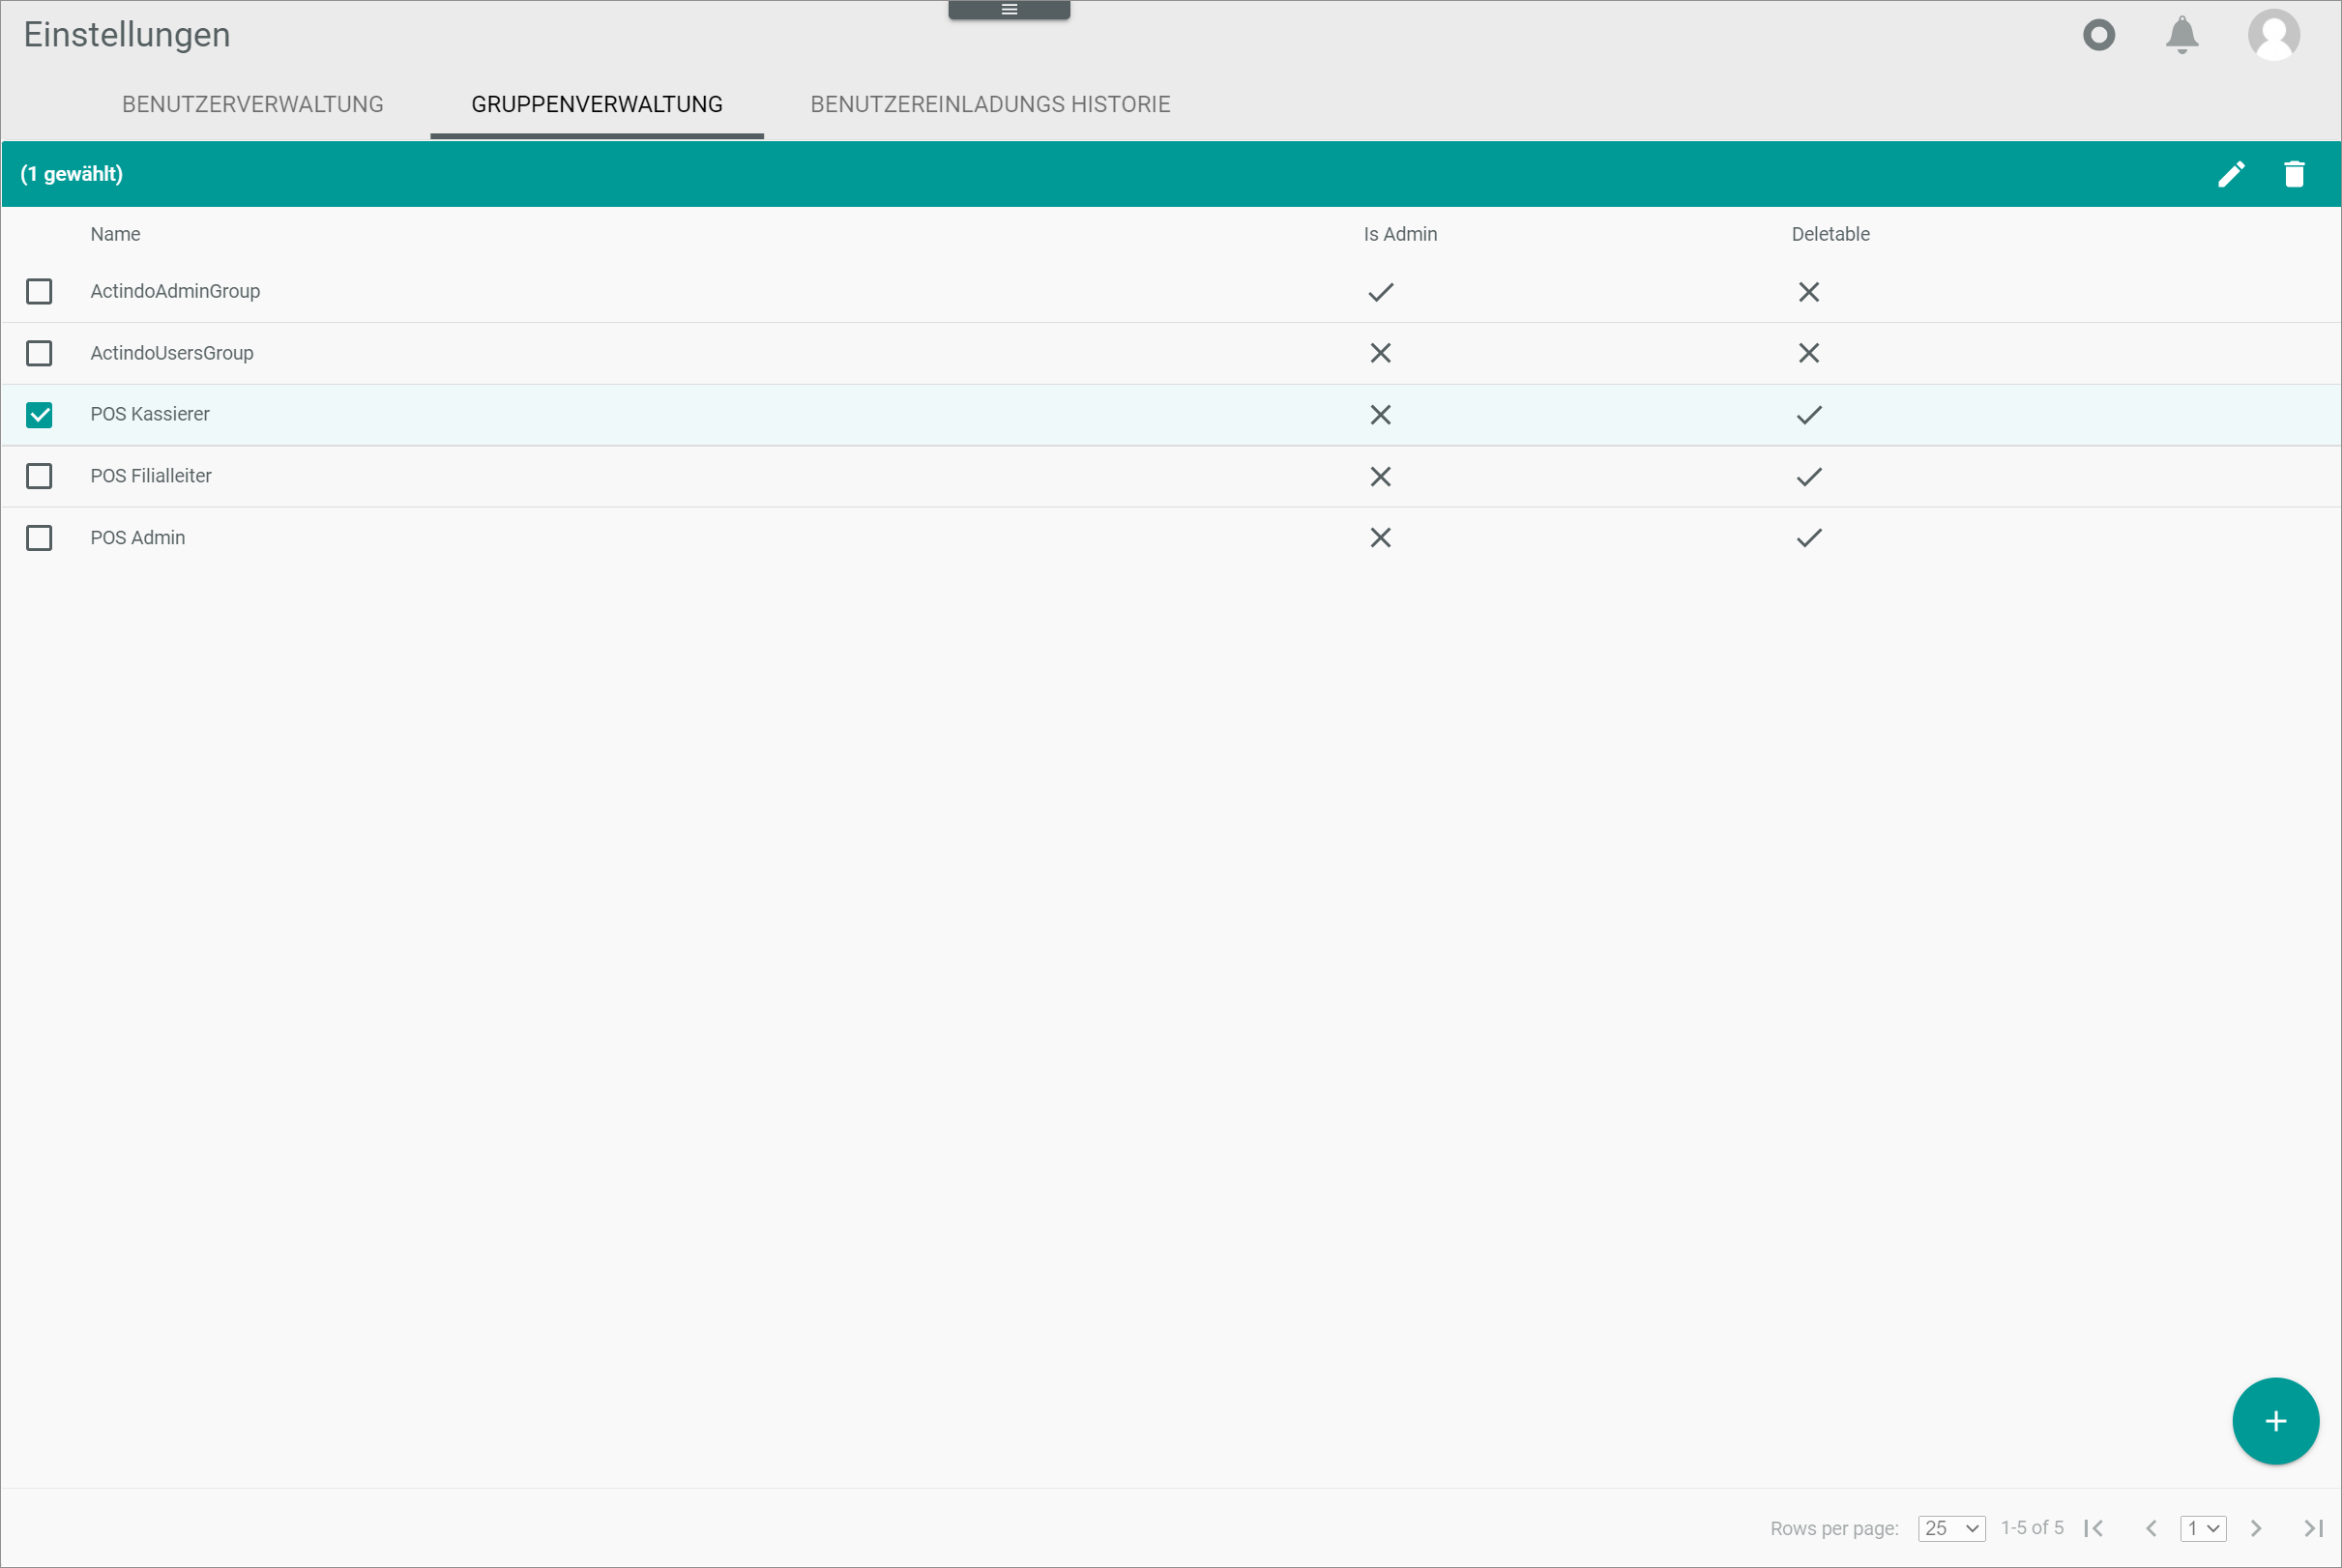 Einstellungen
BENUTZERVERWALTUNG GRUPPENVERWALTUNG BENUTZEREINLADUNGS HISTORIE
(1 gewählt)
Name Is Admin Deletable
ActindoAdminGroup
ActindoUsersGroup
POS Kassierer
POS Filialleiter
POS Admin
Rows per page: 25 1-5 of 5 1